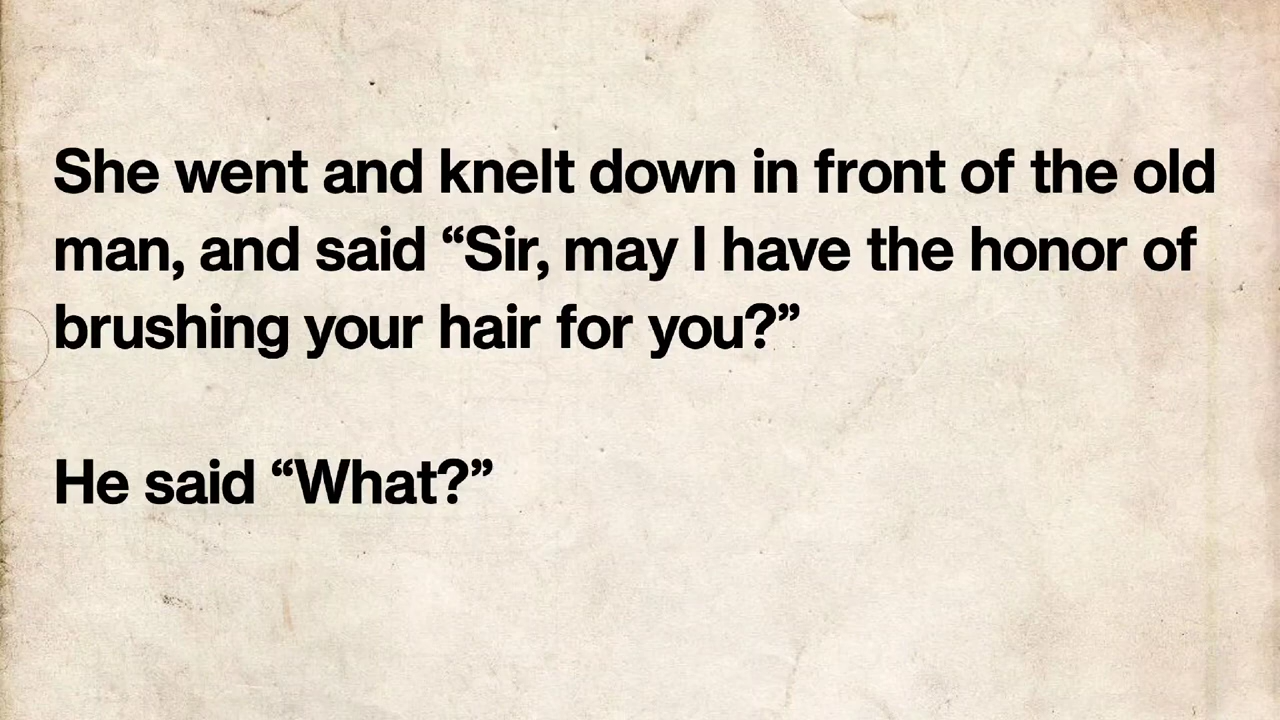 She went and knelt down in front of the old
man, and said “Sir, may I have the honor of
brushing your hair for you?”
He said “What?”